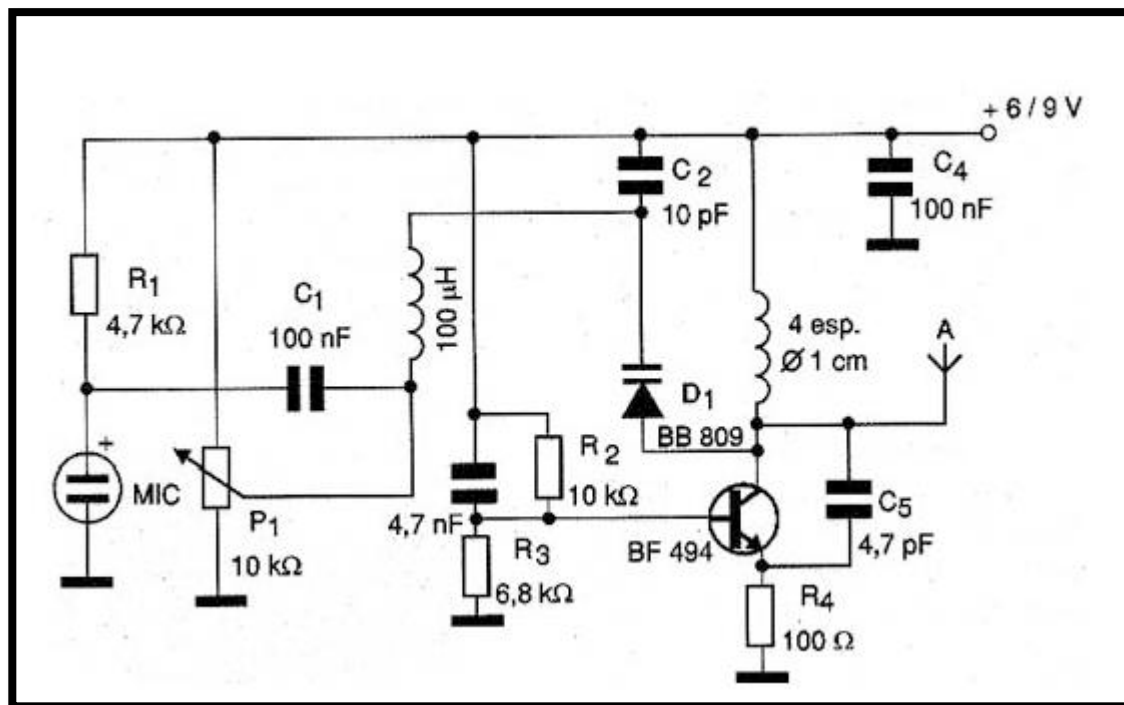 + 6 / 9 V
C2
10 pF
C4
100 nF
R1
4,7 kΩ
C1
100 nF
100 µH
4 esp.
Ø 1 cm
A
D1
BB 809
+
MIC
P1
10 kΩ
4,7 nF
R2
10 kΩ
R3
6,8 kΩ
BF 494
C5
4,7 pF
R4
100 Ω